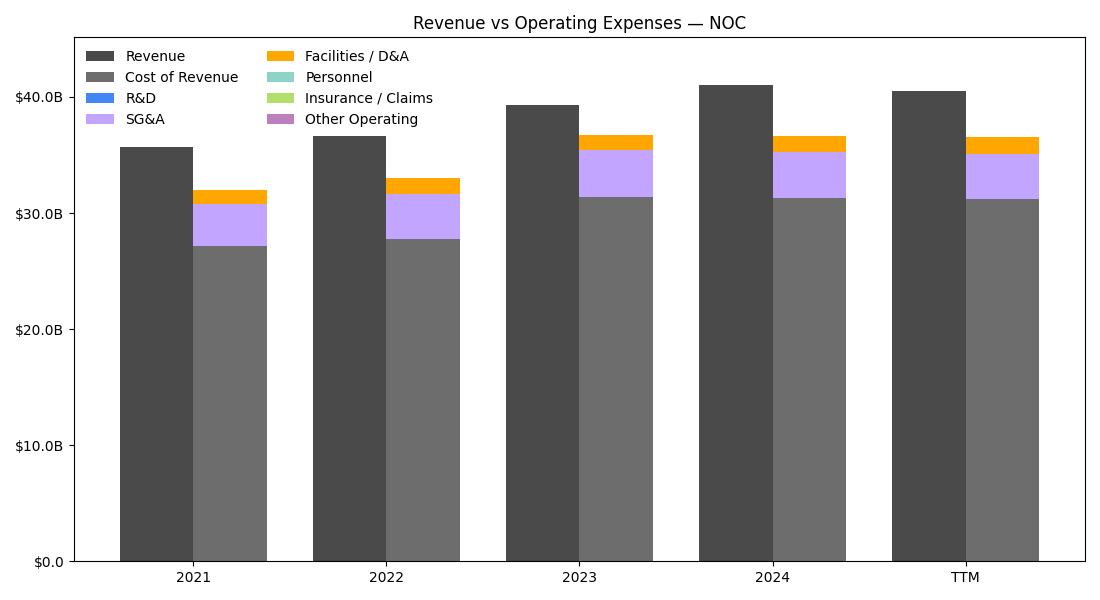 Revenue vs Operating Expenses — NOC
Revenue
Cost of Revenue
R&D
SG&A
Facilities / D&A
Personnel
Insurance / Claims
Other Operating
$40.0B
$30.0B
$20.0B
$10.0B
$0.0
2021
2022
2023
2024
TTM